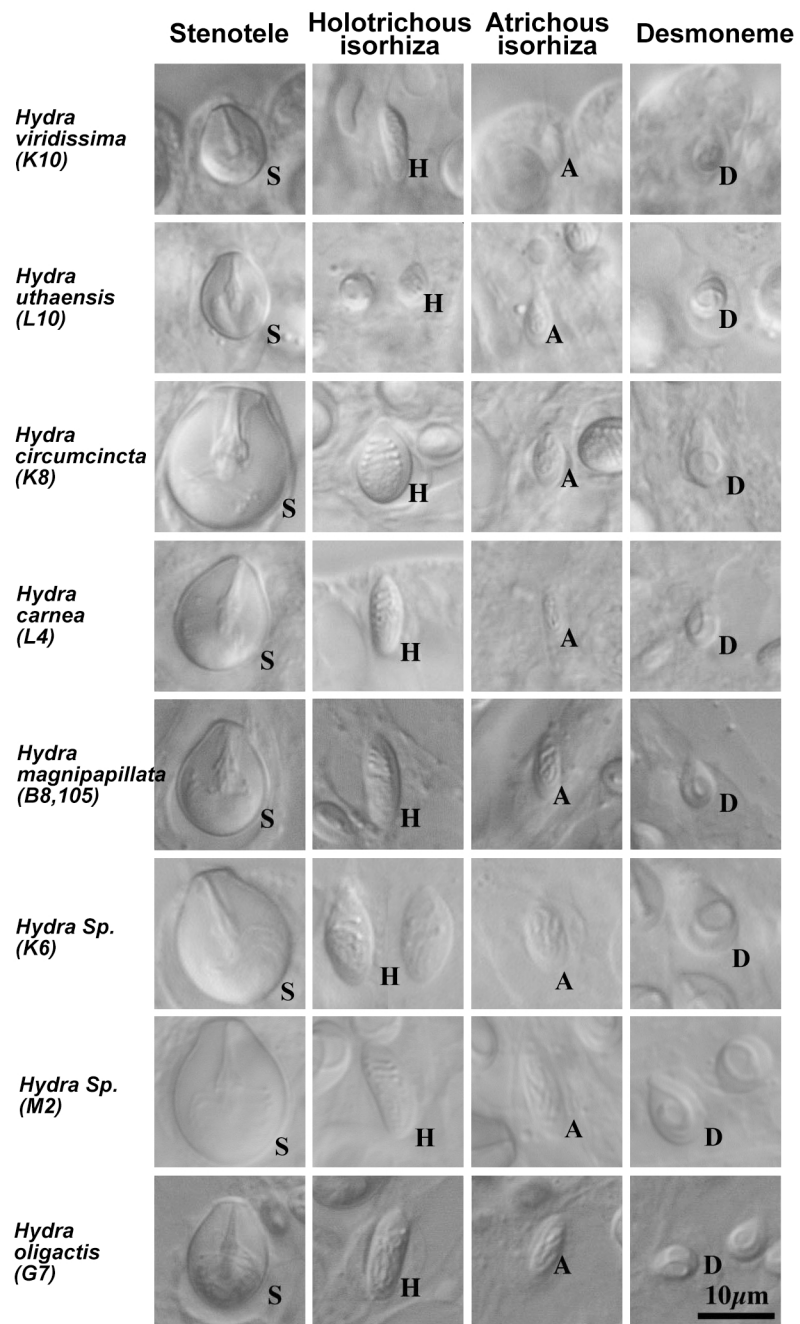 Stenotele Holotrichous isorhiza Atrichous isorhiza Desmoneme
Hydra
viridissima
(K10)
S H A D
Hydra
uthaensis
(L10)
S H A D
Hydra
circumcincta
(K8)
S H A D
Hydra
carnea
(L4)
S H A D
Hydra
magnipapillata
(B8,105)
S H A D
Hydra Sp.
(K6)
S H A D
Hydra Sp.
(M2)
S H A D
Hydra
oligactis
(G7)
S H A D
10µm